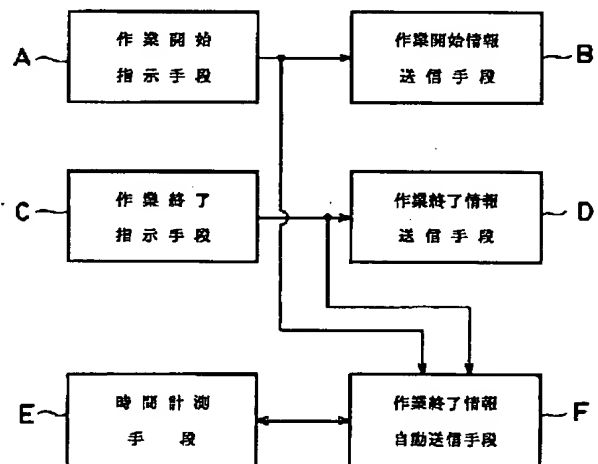 A
作業開始
指示手段
作業開始情報
送信手段
B
C
作業終了
指示手段
作業終了情報
送信手段
D
E
時間計測
手段
作業終了情報
自動送信手段
F